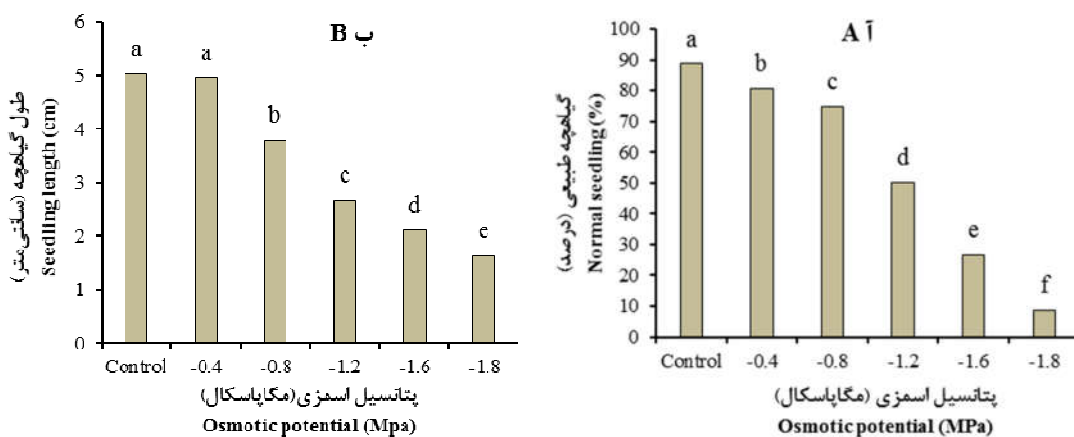 ب B
طول گیاهچه (سانتی‌متر)
Seedling length (cm)
6
5
4
3
2
1
0
a
a
b
c
d
e
Control
-0.4
-0.8
-1.2
-1.6
-1.8
پتانسیل اسمزی(مگاپاسکال)
Osmotic potential (Mpa)
آ A
گیاهچه طبیعی (درصد)
Normal seedling (%)
100
90
80
70
60
50
40
30
20
10
0
a
b
c
d
e
f
Control
-0.4
-0.8
-1.2
-1.6
-1.8
پتانسیل اسمزی (مگاپاسکال)
Osmotic potential (MPa)